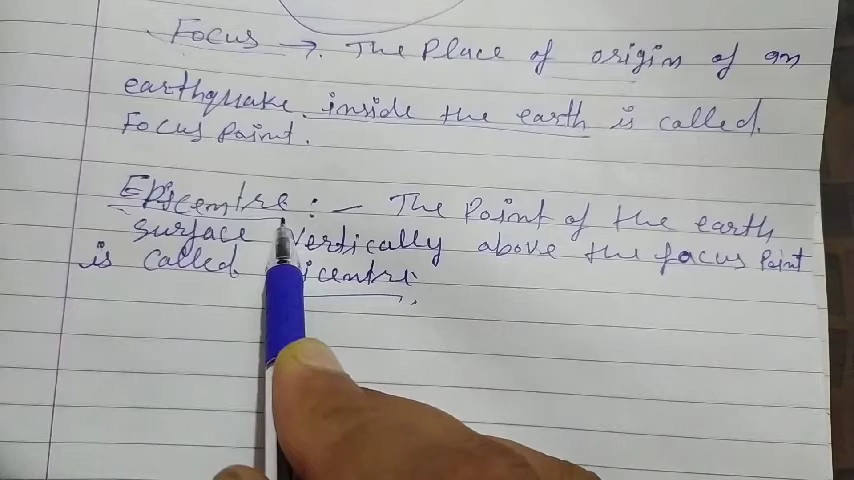 Focus → The Place of origin of an
earthquake inside the earth is called
Focus Point.
Epicentre :- The Point of the earth
surface Vertically above the focus Point
is called icentre.